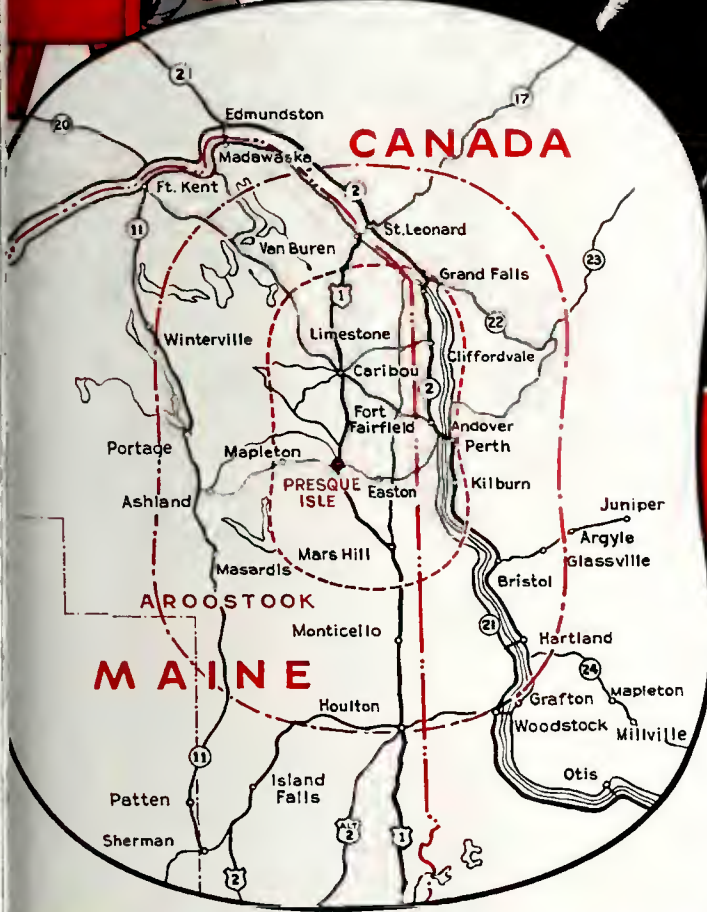 21
Edmundston
17
20
CANADA
Madawaska
Ft. Kent
2
11
St. Leonard
Van Buren
23
Grand Falls
1
22
Winterville
Limestone
Cliffordvale
Caribou
2
Fort
Fairfield
Andover
Perth
Portage
Mapleton
PRESQUE
ISLE
Easton
Kilburn
Ashland
Juniper
Argyle
Mars Hill
Glassville
Masardis
Bristol
AROOSTOOK
21
Monticello
Hartland
MAINE
24
Houlton
Grafton
Mapleton
Woodstock
Millville
11
Otis
Island
Falls
Patten
ALT
2
1
Sherman
2